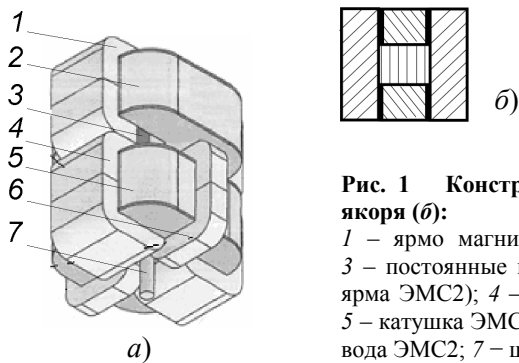 1
2
3
4
5
6
7
а)
б)
Рис. 1 Констр
якоря (б):
1 – ярмо магни
3 – постоянные
ярма ЭМС2); 4 –
5 – катушка ЭМС
вода ЭМС2; 7 – ш